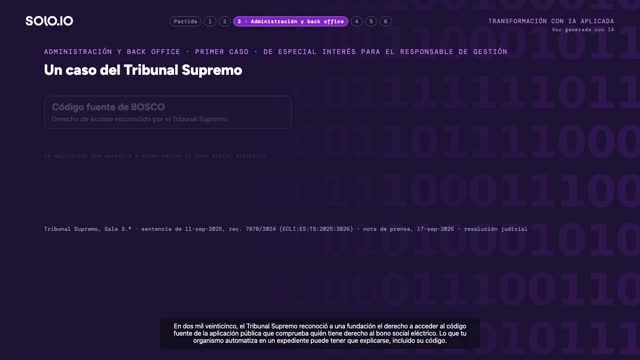 SOLO.IO
Partida 1 2 3 · Administración y back office 4 5 6
TRANSFORMACIÓN CON IA APLICADA
Voz generada con IA
ADMINISTRACIÓN Y BACK OFFICE · PRIMER CASO · DE ESPECIAL INTERÉS PARA EL RESPONSABLE DE GESTIÓN
Un caso del Tribunal Supremo
Código fuente de BOSCO
Derecho de acceso reconocido por el Tribunal Supremo
Tribunal Supremo, Sala 3.ª · sentencia de 11-sep-2025, rec. 7878/2024 (ECLI:ES:TS:2025:3826) · nota de prensa, 17-sep-2025 · resolución judicial
En dos mil veinticinco, el Tribunal Supremo reconoció a una fundación el derecho a acceder al código
fuente de la aplicación pública que comprueba quién tiene derecho al bono social eléctrico. Lo que tu
organismo automatiza en un expediente puede tener que explicarse, incluido su código.